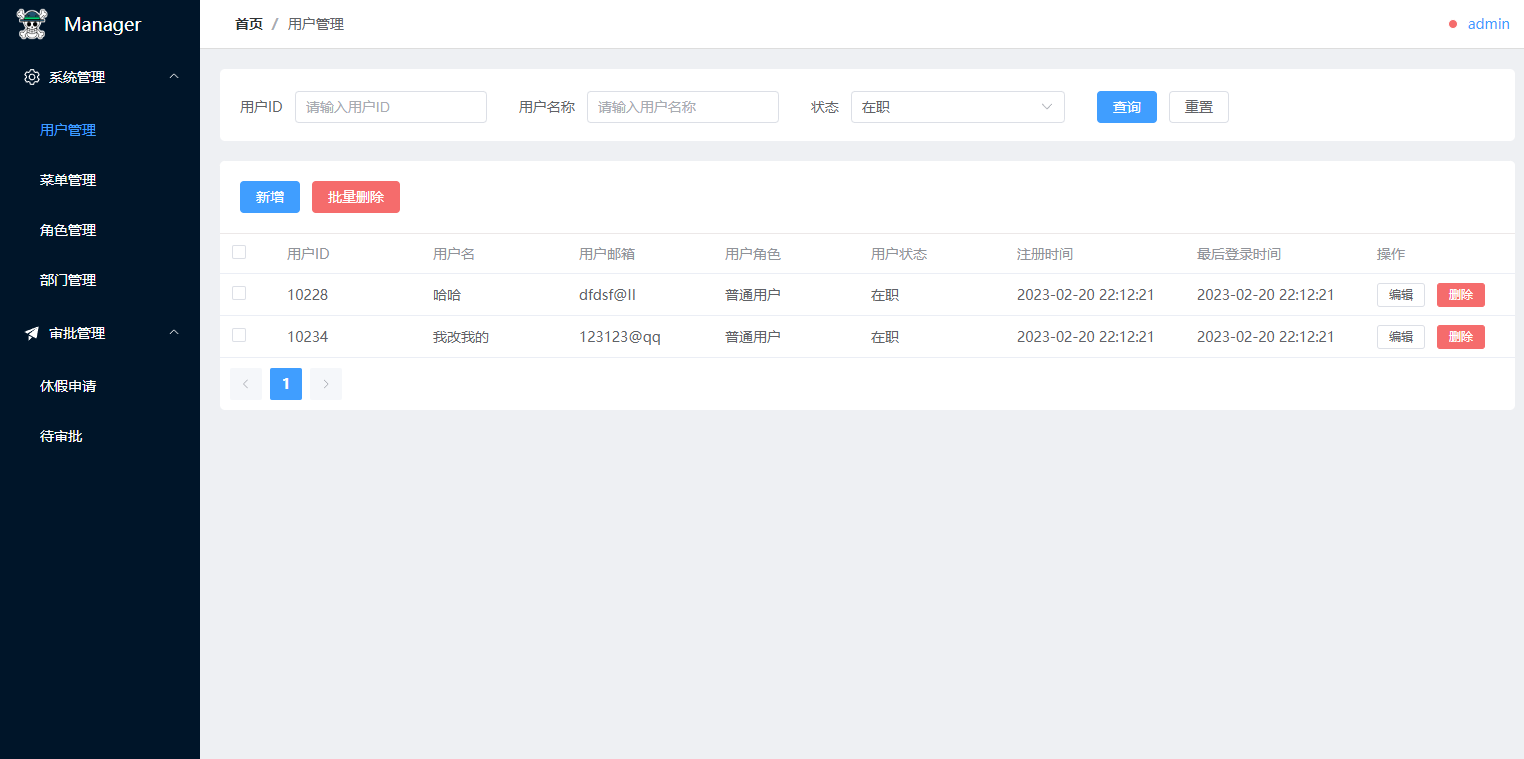 Manager
首页 / 用户管理
admin
系统管理
用户管理
菜单管理
角色管理
部门管理
审批管理
休假申请
待审批
用户ID 请输入用户ID 用户名称 请输入用户名称 状态 在职 查询 重置
新增 批量删除
用户ID 用户名 用户邮箱 用户角色 用户状态 注册时间 最后登录时间 操作
10228 哈哈 dfdsf@ll 普通用户 在职 2023-02-20 22:12:21 2023-02-20 22:12:21 编辑 删除
10234 我改我的 123123@qq 普通用户 在职 2023-02-20 22:12:21 2023-02-20 22:12:21 编辑 删除
1